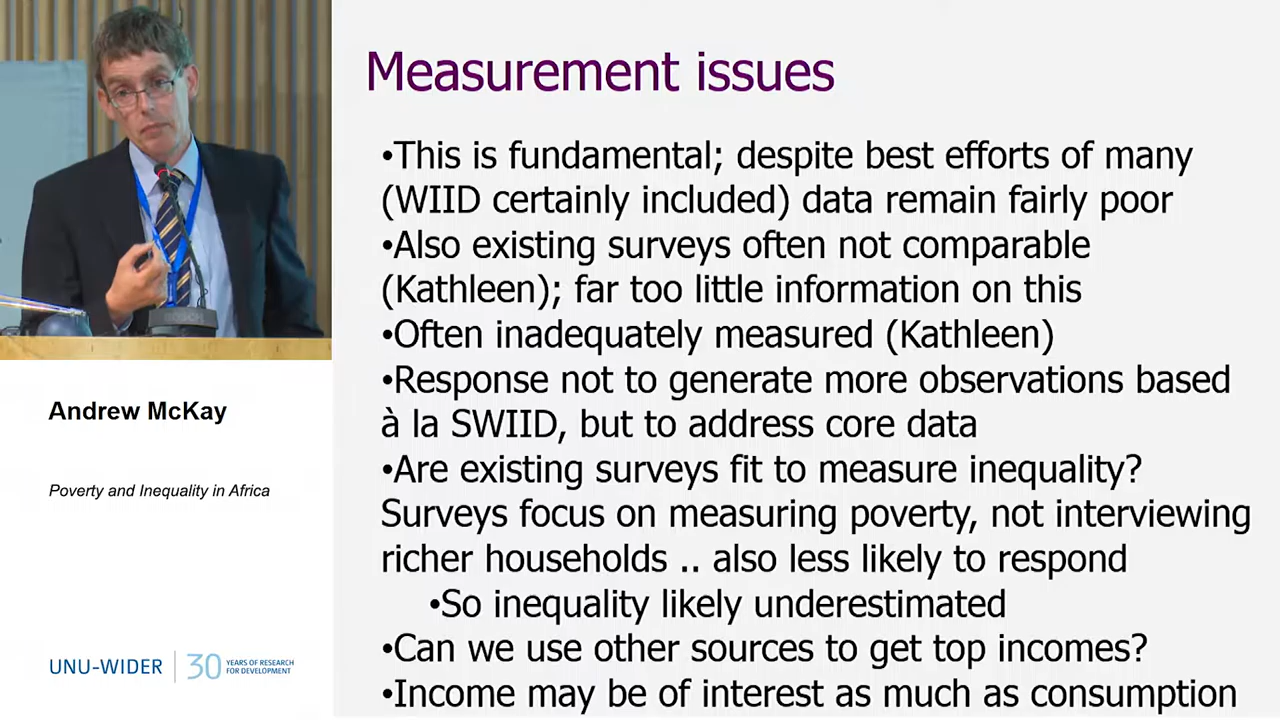 Measurement issues
•This is fundamental; despite best efforts of many
(WIID certainly included) data remain fairly poor
•Also existing surveys often not comparable
(Kathleen); far too little information on this
•Often inadequately measured (Kathleen)
•Response not to generate more observations based
à la SWIID, but to address core data
•Are existing surveys fit to measure inequality?
Surveys focus on measuring poverty, not interviewing
richer households .. also less likely to respond
•So inequality likely underestimated
•Can we use other sources to get top incomes?
•Income may be of interest as much as consumption
BOSCH
Andrew McKay
Poverty and Inequality in Africa
UNU-WIDER
30 YEARS OF RESEARCH
FOR DEVELOPMENT